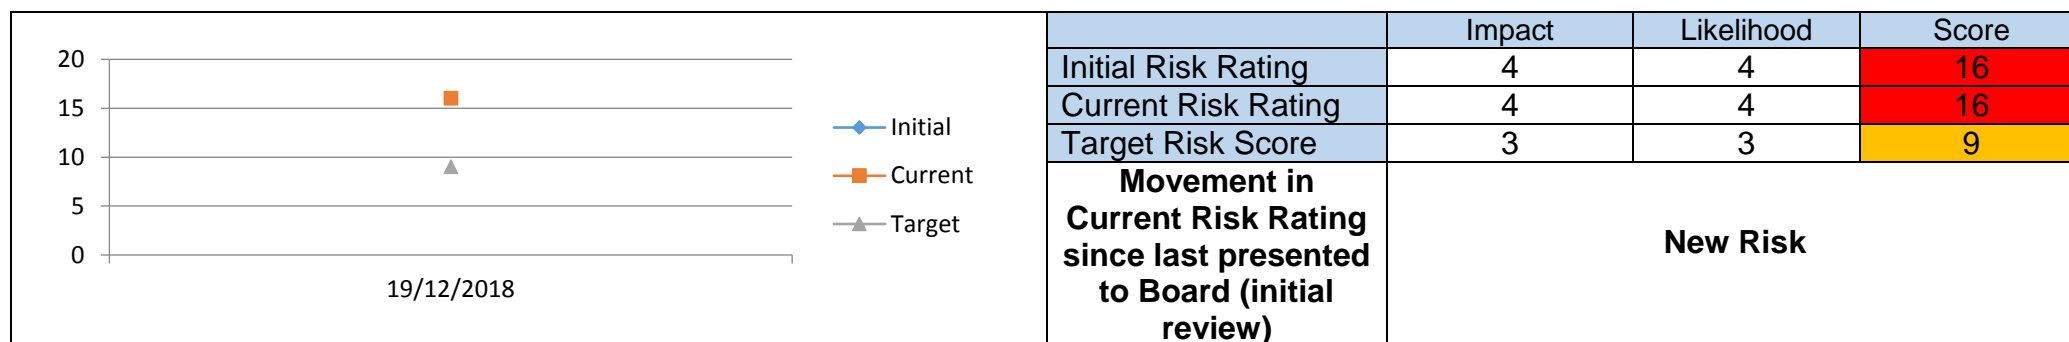 20
15
10
5
0
19/12/2018
Initial
Current
Target
Impact Likelihood Score
Initial Risk Rating 4 4 16
Current Risk Rating 4 4 16
Target Risk Score 3 3 9
Movement in
Current Risk Rating
since last presented
to Board (initial
review)
New Risk